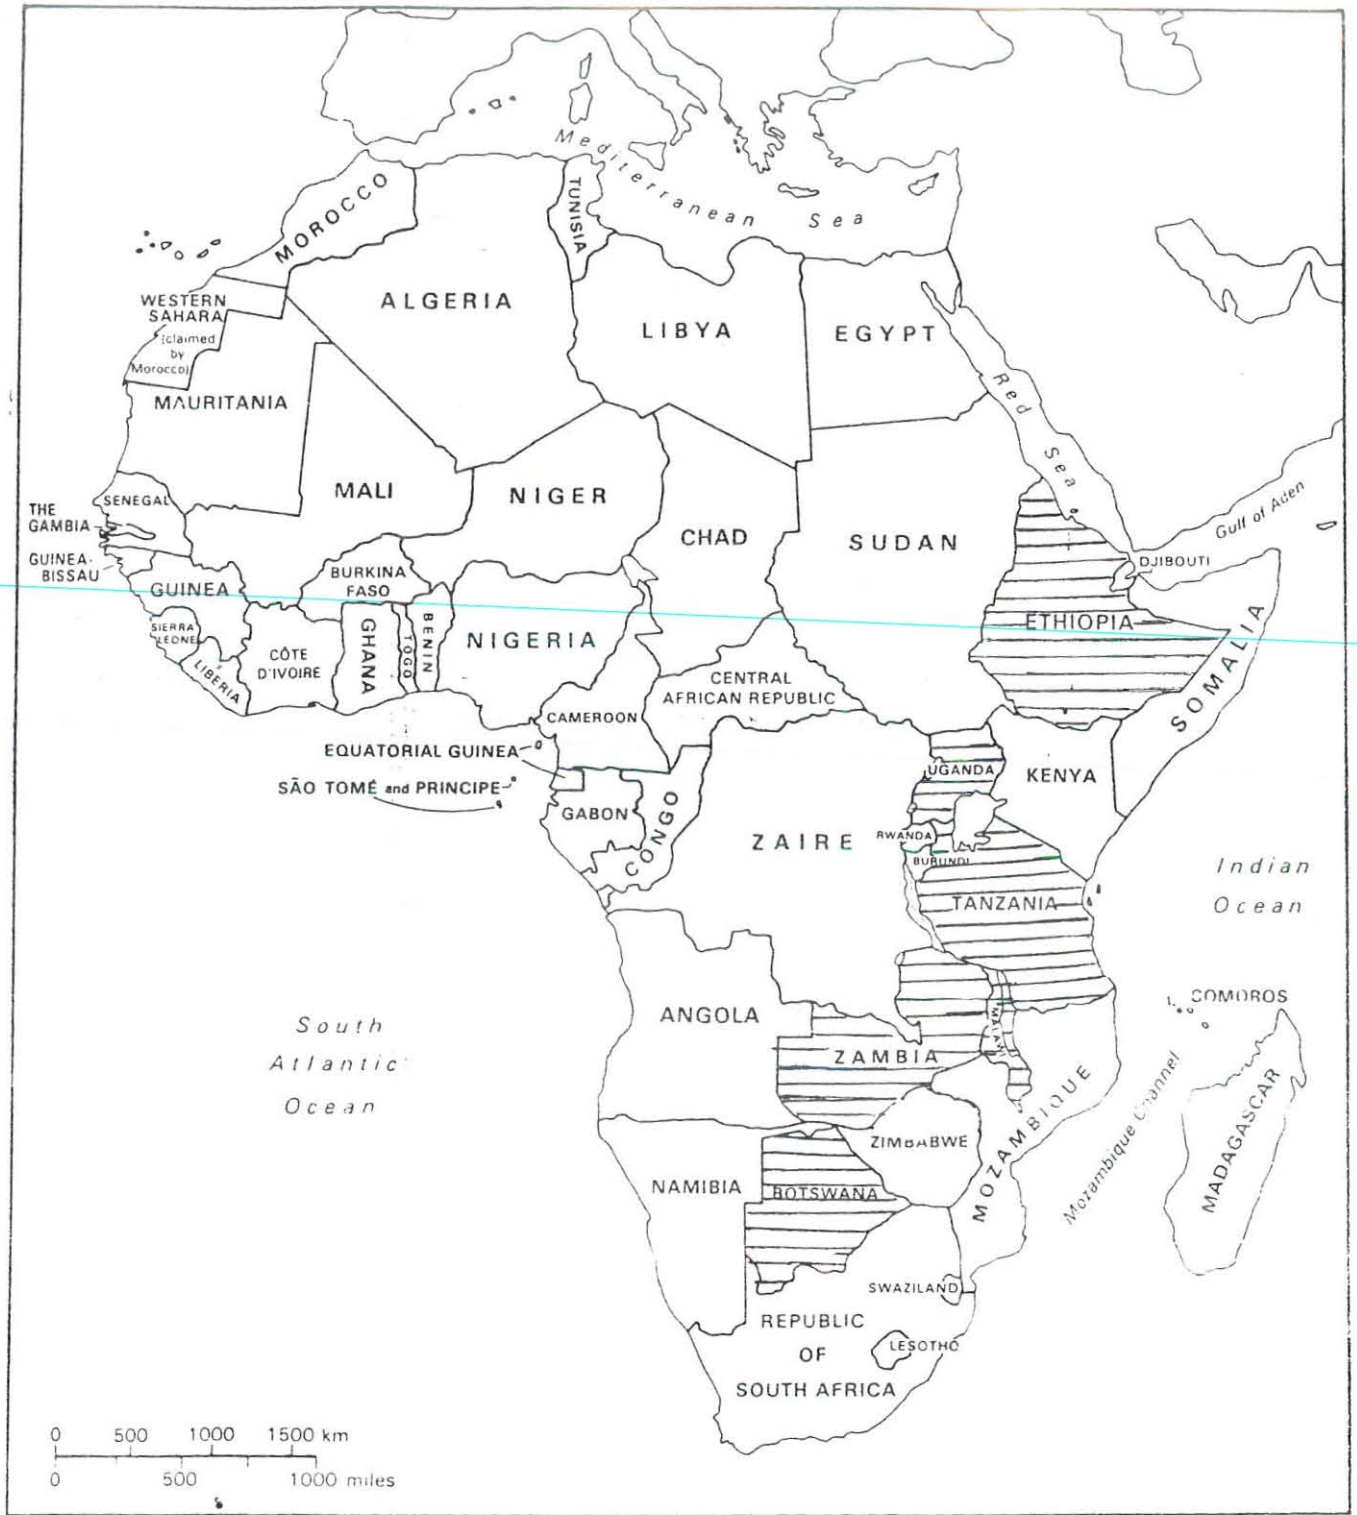 Mediterranean Sea
MOROCCO
TUNISIA
ALGERIA
LIBYA
EGYPT
WESTERN
SAHARA
(claimed
by
Morocco)
MAURITANIA
Red Sea
MALI
NIGER
CHAD
SUDAN
SENEGAL
THE
GAMBIA
Gulf of Aden
GUINEA-
BISSAU
DJIBOUTI
GUINEA
BURKINA
FASO
ETHIOPIA
SOMALIA
SIERRA
LEONE
LIBERIA
CÔTE
D'IVOIRE
GHANA
TOGO
BENIN
NIGERIA
CENTRAL
AFRICAN REPUBLIC
CAMEROON
EQUATORIAL GUINEA
SÃO TOMÉ and PRINCIPE
UGANDA
KENYA
GABON
CONGO
ZAIRE
RWANDA
BURUNDI
TANZANIA
Indian
Ocean
COMOROS
South
Atlantic
Ocean
ANGOLA
ZAMBIA
MALAWI
MOZAMBIQUE
Mozambique Channel
MADAGASCAR
ZIMBABWE
NAMIBIA
BOTSWANA
SWAZILAND
REPUBLIC
OF
SOUTH AFRICA
LESOTHO
0 500 1000 1500 km
0 500 1000 miles